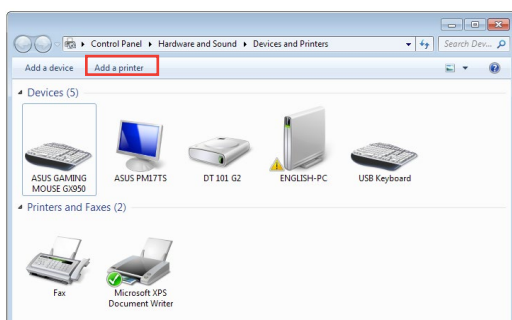 Control Panel ▸ Hardware and Sound ▸ Devices and Printers
Search Dev...
Add a device Add a printer
Devices (5)
ASUS GAMING MOUSE GX950
ASUS PM17TS
DT 101 G2
ENGLISH-PC
USB Keyboard
Printers and Faxes (2)
Fax
Microsoft XPS Document Writer